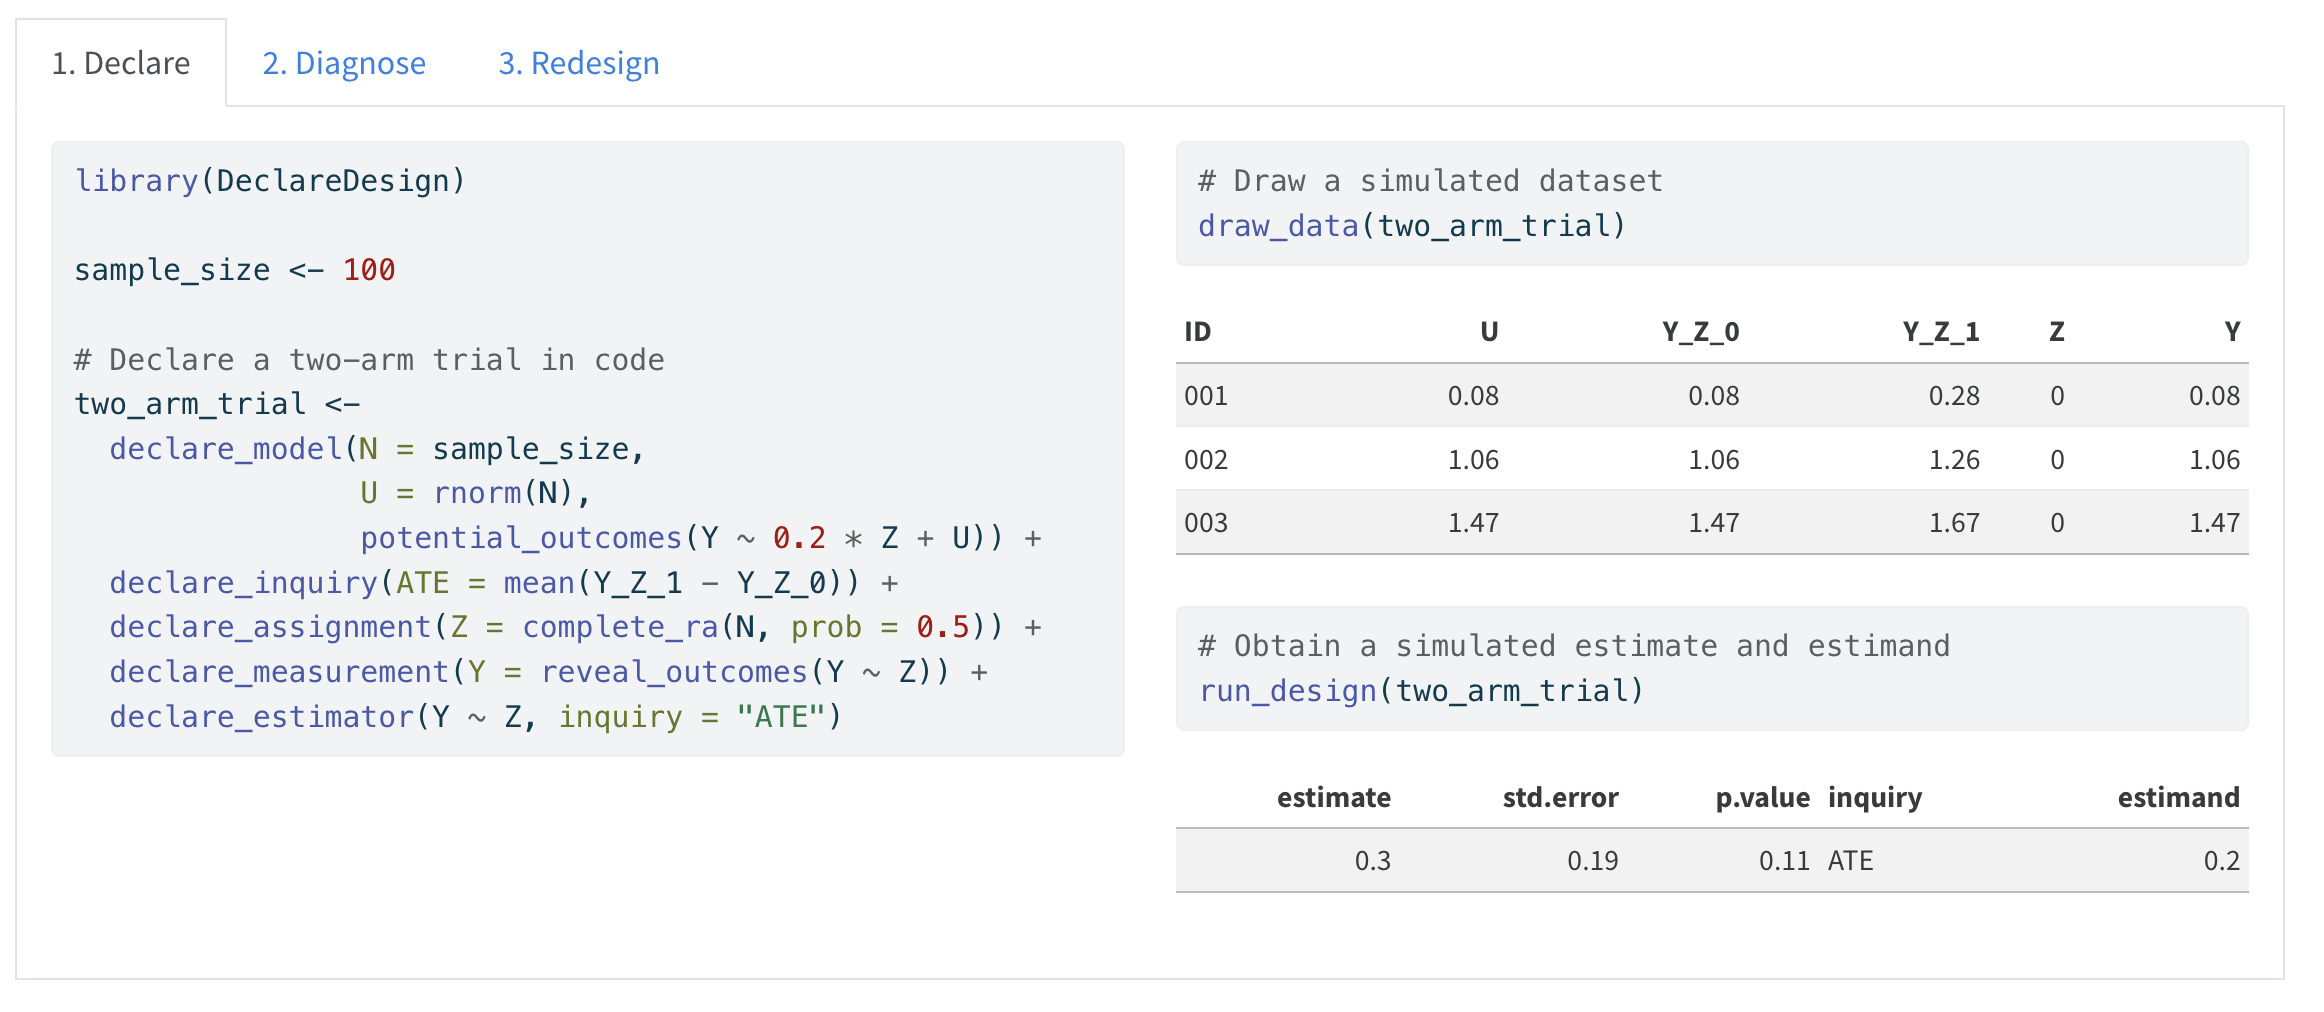 1. Declare 2. Diagnose 3. Redesign
library(DeclareDesign)
sample_size <- 100
# Declare a two-arm trial in code
two_arm_trial <-
  declare_model(N = sample_size,
                U = rnorm(N),
                potential_outcomes(Y ~ 0.2 * Z + U)) +
  declare_inquiry(ATE = mean(Y_Z_1 - Y_Z_0)) +
  declare_assignment(Z = complete_ra(N, prob = 0.5)) +
  declare_measurement(Y = reveal_outcomes(Y ~ Z)) +
  declare_estimator(Y ~ Z, inquiry = "ATE")
# Draw a simulated dataset
draw_data(two_arm_trial)
ID U Y_Z_0 Y_Z_1 Z Y
001 0.08 0.08 0.28 0 0.08
002 1.06 1.06 1.26 0 1.06
003 1.47 1.47 1.67 0 1.47
# Obtain a simulated estimate and estimand
run_design(two_arm_trial)
estimate std.error p.value inquiry estimand
0.3 0.19 0.11 ATE 0.2